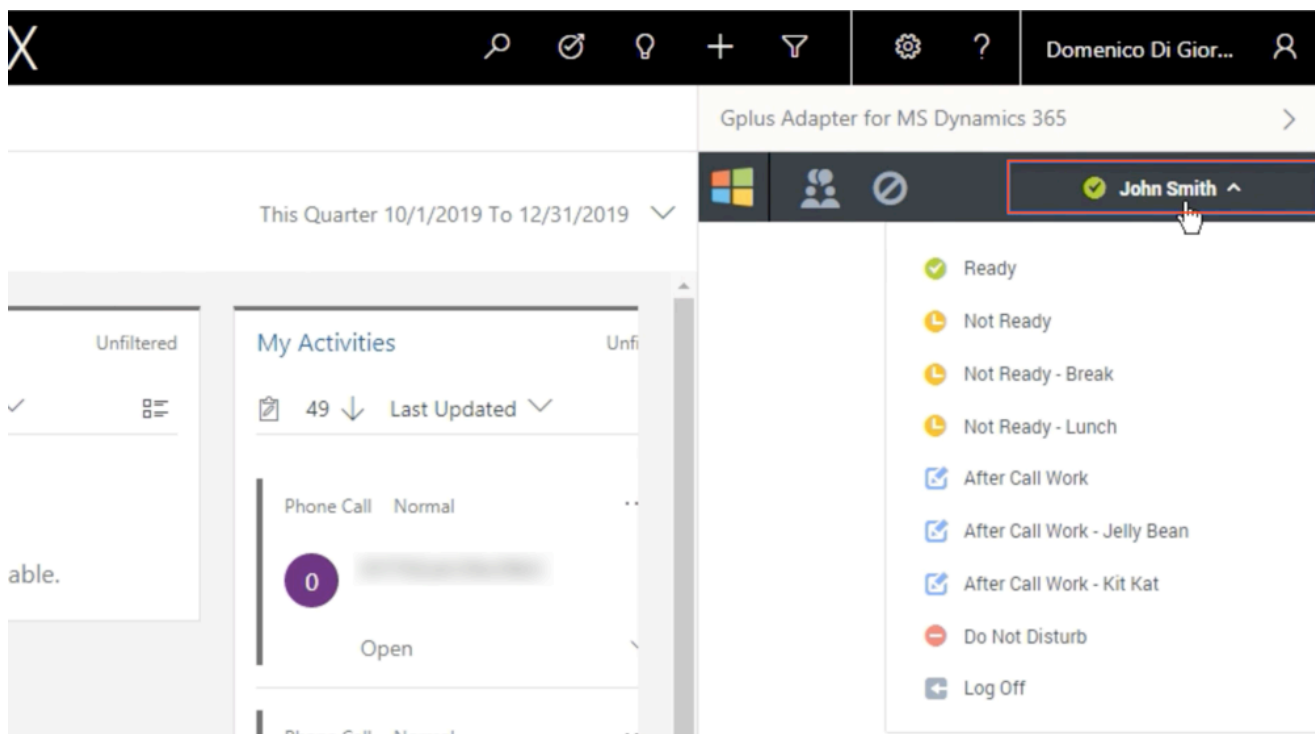 X
Domenico Di Gior...
Gplus Adapter for MS Dynamics 365
John Smith
This Quarter 10/1/2019 To 12/31/2019
Ready
Not Ready
Not Ready - Break
Not Ready - Lunch
After Call Work
After Call Work - Jelly Bean
After Call Work - Kit Kat
Do Not Disturb
Log Off
Unfiltered
able.
My Activities
Unfi
49
Last Updated
Phone Call Normal
0
Open
Phone Call Normal